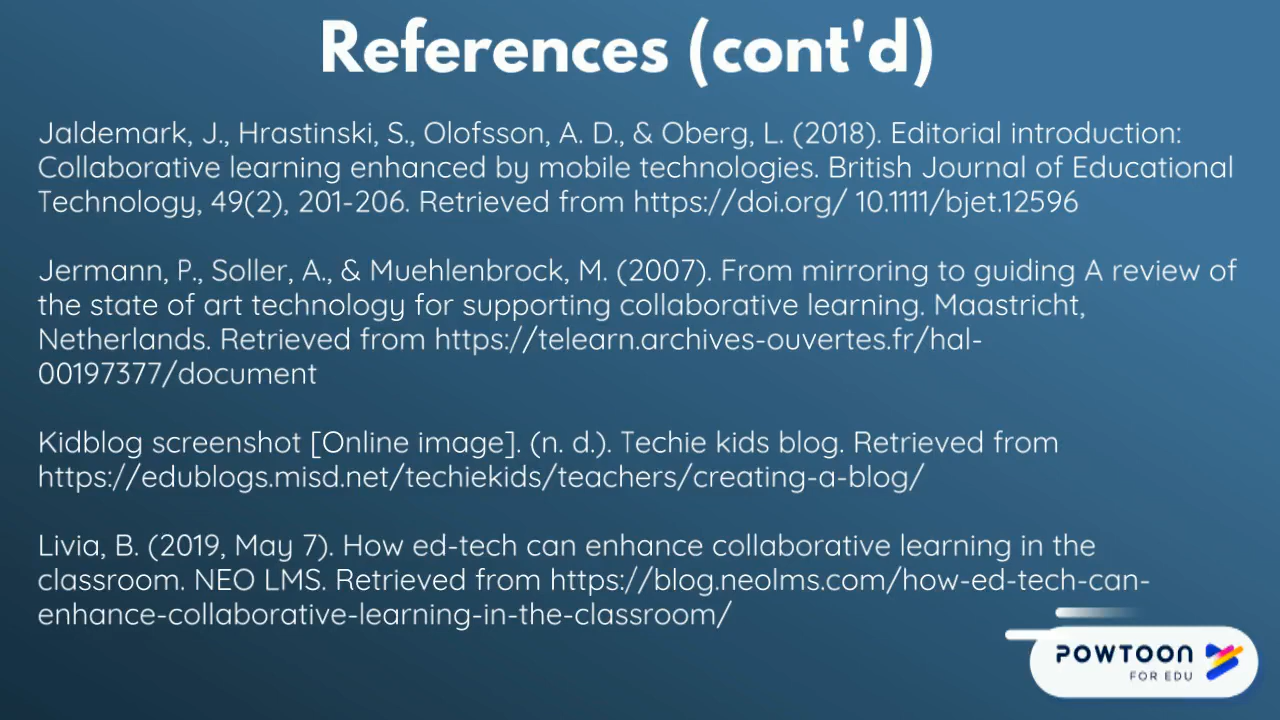 References (cont'd)
Jaldemark, J., Hrastinski, S., Olofsson, A. D., & Oberg, L. (2018). Editorial introduction:
Collaborative learning enhanced by mobile technologies. British Journal of Educational
Technology, 49(2), 201-206. Retrieved from https://doi.org/ 10.1111/bjet.12596
Jermann, P., Soller, A., & Muehlenbrock, M. (2007). From mirroring to guiding A review of
the state of art technology for supporting collaborative learning. Maastricht,
Netherlands. Retrieved from https://telearn.archives-ouvertes.fr/hal-
00197377/document
Kidblog screenshot [Online image]. (n. d.). Techie kids blog. Retrieved from
https://edublogs.misd.net/techiekids/teachers/creating-a-blog/
Livia, B. (2019, May 7). How ed-tech can enhance collaborative learning in the
classroom. NEO LMS. Retrieved from https://blog.neolms.com/how-ed-tech-can-
enhance-collaborative-learning-in-the-classroom/
POWTOON
FOR EDU